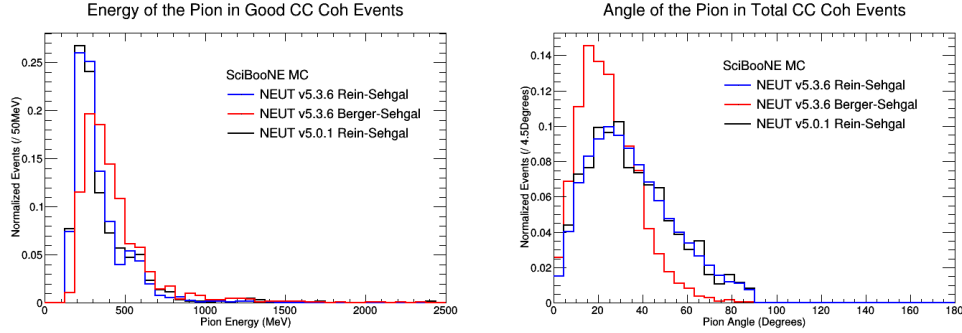 Energy of the Pion in Good CC Coh Events
Normalized Events (/ 50MeV)
0.25
0.2
0.15
0.1
0.05
0
SciBooNE MC
NEUT v5.3.6 Rein-Sehgal
NEUT v5.3.6 Berger-Sehgal
NEUT v5.0.1 Rein-Sehgal
0 500 1000 1500 2000 2500
Pion Energy (MeV)
Angle of the Pion in Total CC Coh Events
Normalized Events (/ 4.5Degrees)
0.14
0.12
0.1
0.08
0.06
0.04
0.02
0.00
SciBooNE MC
NEUT v5.3.6 Rein-Sehgal
NEUT v5.3.6 Berger-Sehgal
NEUT v5.0.1 Rein-Sehgal
0 20 40 60 80 100 120 140 160 180
Pion Angle (Degrees)